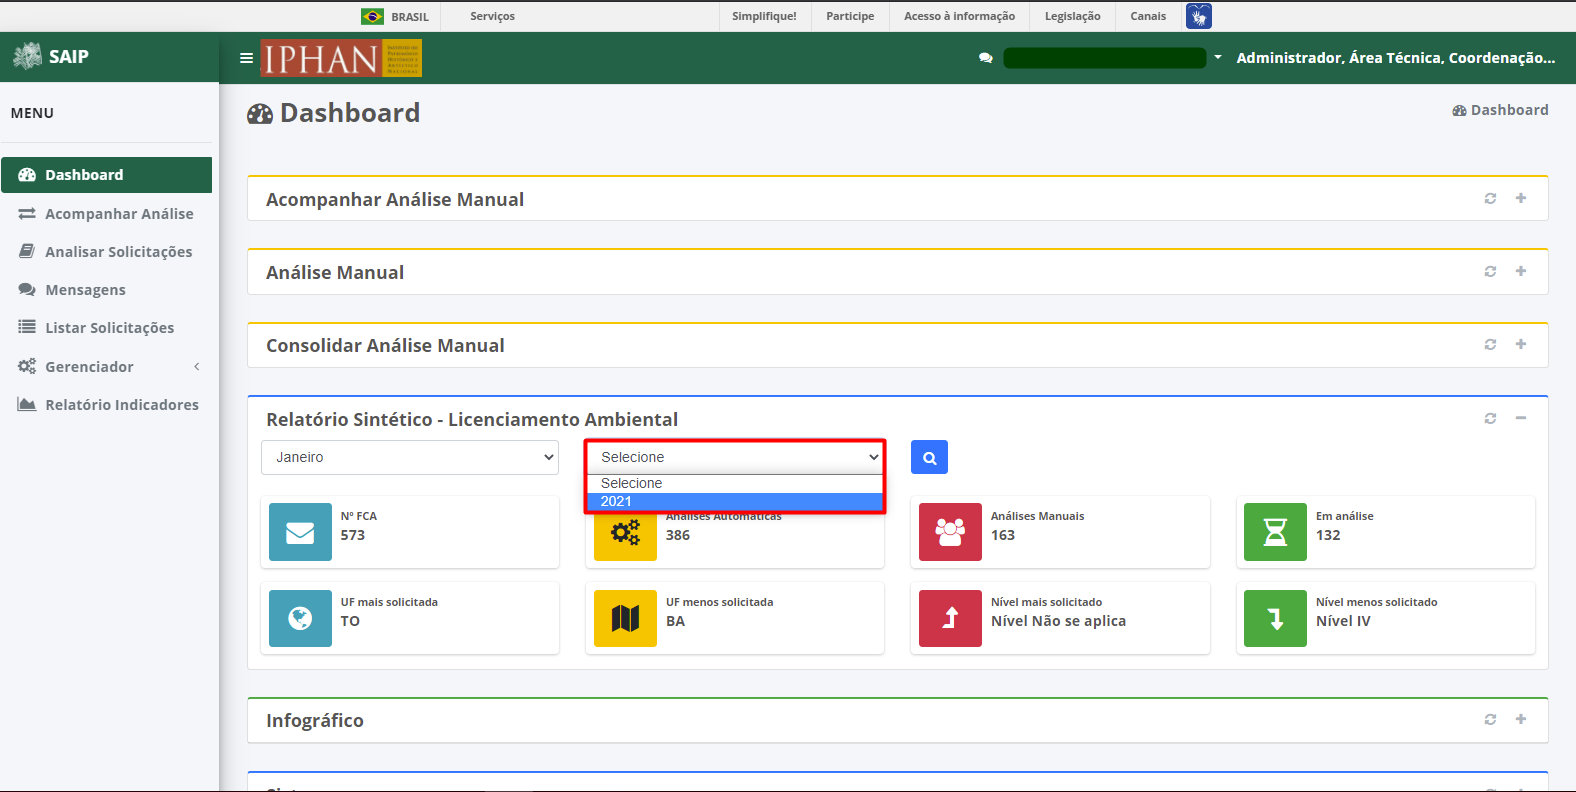 BRASIL
Serviços
Simplifique!
Participe
Acesso à informação
Legislação
Canais
SAIP
IPHAN
Administrador, Área Técnica, Coordenação...
MENU
Dashboard
Acompanhar Análise
Analisar Solicitações
Mensagens
Listar Solicitações
Gerenciador
Relatório Indicadores
Dashboard
Dashboard
Acompanhar Análise Manual
Análise Manual
Consolidar Análise Manual
Relatório Sintético - Licenciamento Ambiental
Janeiro
Selecione
Selecione
2021
Nº FCA
573
Análises Automáticas
386
Análises Manuais
163
Em análise
132
UF mais solicitada
TO
UF menos solicitada
BA
Nível mais solicitado
Nível Não se aplica
Nível menos solicitado
Nível IV
Infográfico